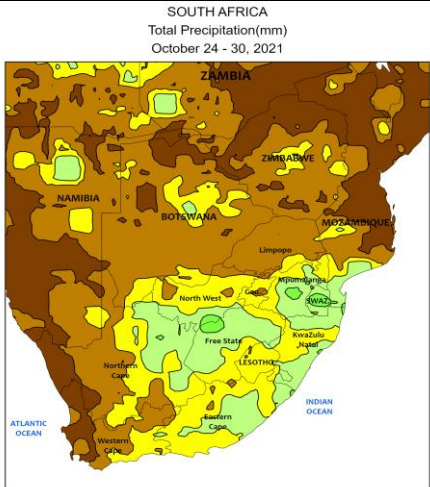 SOUTH AFRICA
Total Precipitation(mm)
October 24 - 30, 2021
ZAMBIA
ZIMBABWE
NAMIBIA
BOTSWANA
MOZAMBIQUE
Limpopo
Mpumalanga
North West
SWAZ.
Free State
KwaZulu
Natal
LESOTHO
Northern
Cape
INDIAN
OCEAN
Eastern
Cape
ATLANTIC
OCEAN
Western
Cape